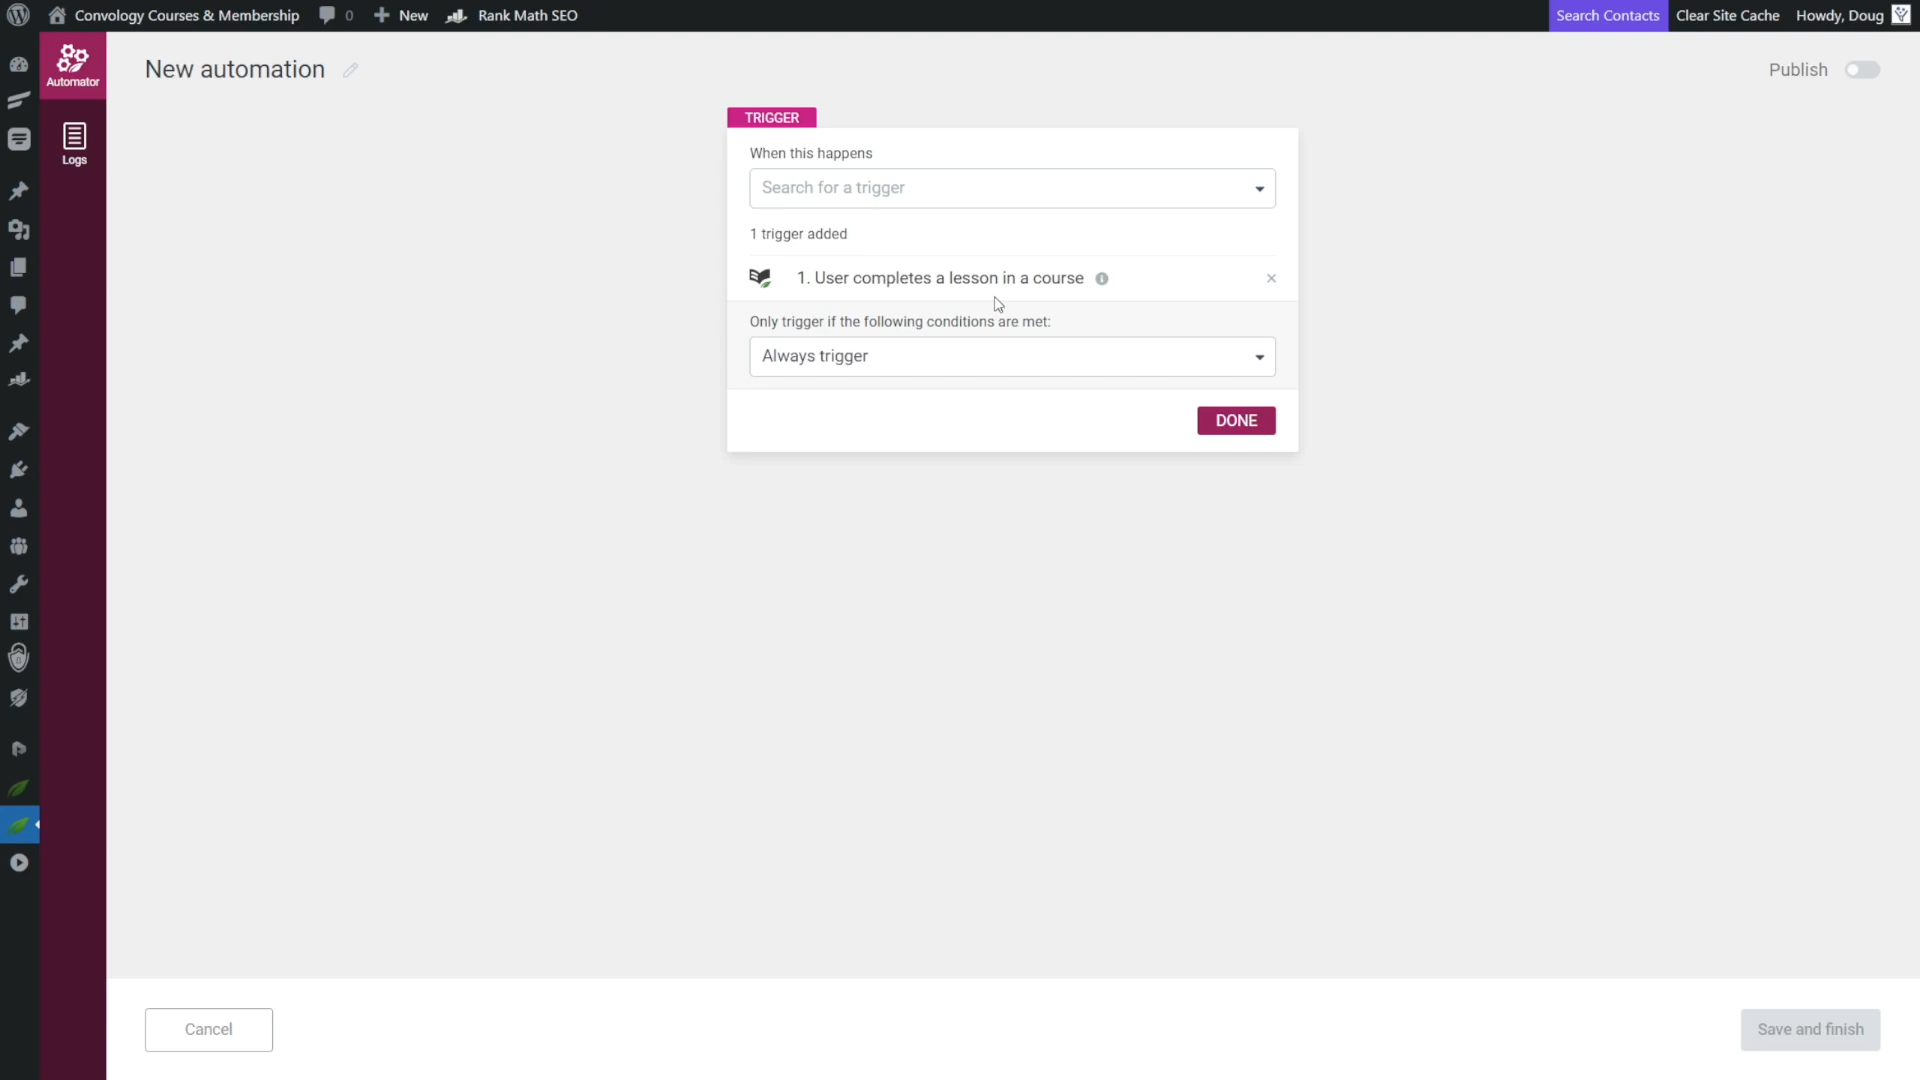 Convology Courses & Membership
0
New
Rank Math SEO
Search Contacts
Clear Site Cache
Howdy, Doug
Automator
Logs
New automation
Publish
TRIGGER
When this happens
Search for a trigger
1 trigger added
1. User completes a lesson in a course
Only trigger if the following conditions are met:
Always trigger
DONE
Cancel
Save and finish